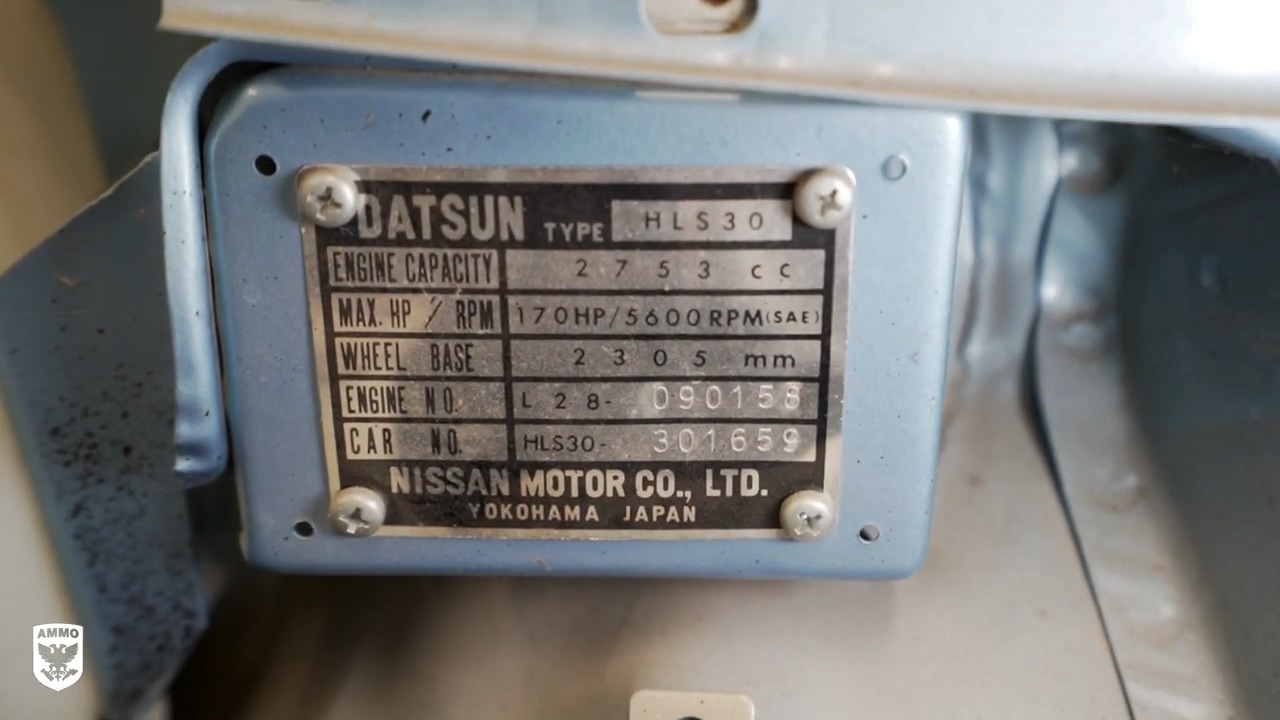 DATSUN TYPE HLS30
ENGINE CAPACITY 2753 cc
MAX. HP / RPM 170HP/5600RPM(SAE)
WHEEL BASE 2305 mm
ENGINE NO. L28- 090158
CAR NO. HLS30- 301659
NISSAN MOTOR CO., LTD.
YOKOHAMA JAPAN
AMMO